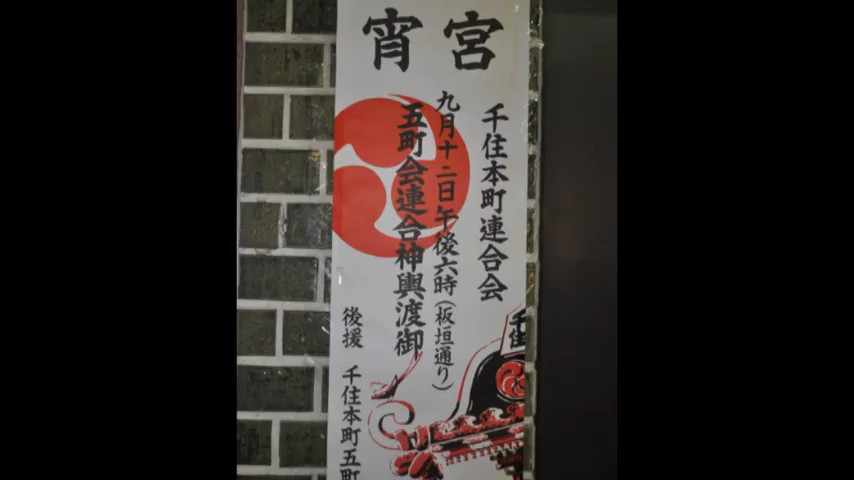 宵宮
千住本町連合会
九月十二日午後六時(板垣通り)
五町会連合神輿渡御
後援 千住本町五町
千住